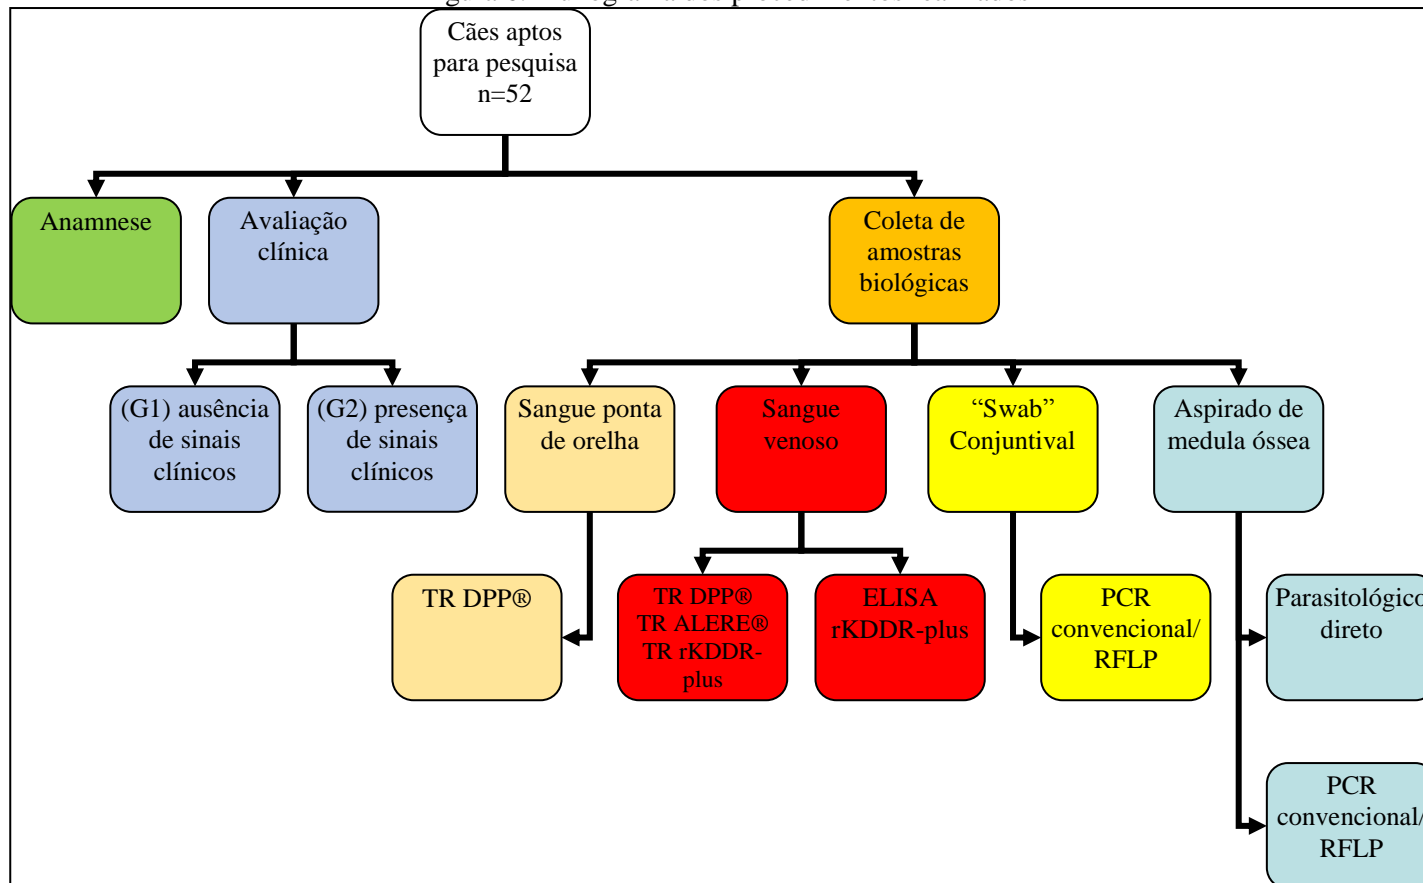 Cães aptos
para pesquisa
n=52
Anamnese
Avaliação
clínica
Coleta de
amostras
biológicas
(G1) ausência
de sinais
clínicos
(G2) presença
de sinais
clínicos
Sangue ponta
de orelha
Sangue
venoso
“Swab”
Conjuntival
Aspirado de
medula óssea
TR DPP®
TR DPP®
TR ALERE®
TR rKDDR-
plus
ELISA
rKDDR-plus
PCR
convencional/
RFLP
Parasitológico
direto
PCR
convencional/
RFLP